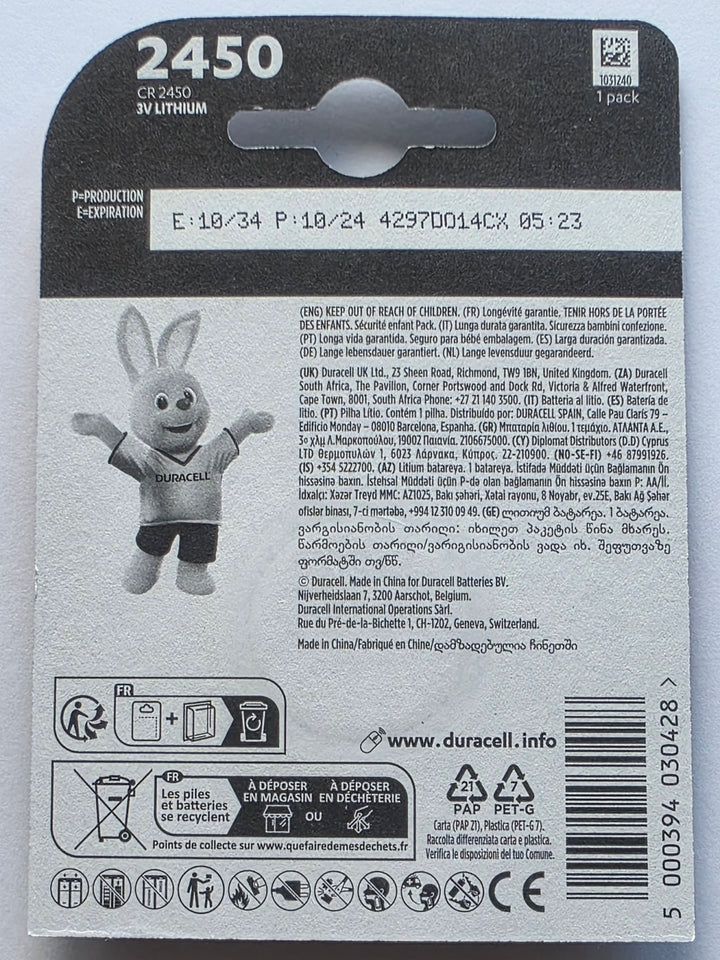 2450
CR 2450
3V LITHIUM
1031240
1 pack
P=PRODUCTION
E=EXPIRATION
E:10/34 P:10/24 4297D014CX 05:23
(ENG) KEEP OUT OF REACH OF CHILDREN. (FR) Longévité garantie, TENIR HORS DE LA PORTÉE
DES ENFANTS. Sécurité enfant Pack. (IT) Lunga durata garantita. Sicurezza bambini confezione.
(PT) Longa vida garantida. Seguro para bébé embalagem. (ES) Larga duración garantizada.
(DE) Lange lebensdauer garantiert. (NL) Lange levensduur gegarandeerd.
(UK) Duracell UK Ltd., 23 Sheen Road, Richmond, TW9 1BN, United Kingdom. (ZA) Duracell
South Africa, The Pavilion, Corner Portswood and Dock Rd, Victoria & Alfred Waterfront,
Cape Town, 8001, South Africa Phone: +27 21 140 3500. (IT) Batteria al litio. (ES) Batería de
litio. (PT) Pilha Lítio. Contém 1 pilha. Distribuído por: DURACELL SPAIN, Calle Pau Clarís 79 –
Edificio Monday – 08010 Barcelona, Espanha. (GR) Μπαταρία λιθίου. 1 τεμάχιο. ΑΤΛΑΝΤΑ Α.Ε.,
3ο χλμ Λ.Μαρκοπούλου, 19002 Παιανία. 2106675000. (CY) Diplomat Distributors (D.D) Cyprus
LTD Θερμοπυλών 1, 6023 Λάρνακα, Κύπρος. 22-210900. (NO-SE-FI) +46 87991926.
(IS) +354 5222700. (AZ) Litium batareya. 1 batareya. İstifadə Müddəti üçün Bağlamanın Ön
hissəsinə baxın. İstehsal Müddəti üçün P-də olan bağlamanın Ön hissəsinə baxın P: AA/İl.
İdxalçı: Xəzər Treyd MMC: AZ1025, Bakı şəhəri, Xətai rayonu, 8 Noyabr, ev.25E, Bakı Ağ Şəhər
ofislər binası, 7-ci mərtəbə, +994 12 310 09 49. (GE) ლითიუმ ბატარეა. 1 ბატარეა.
ვარგისიანობის თარიღი: იხილეთ პაკეტის წინა მხარეს.
წარმოების თარიღი/ვარიგისიანობის ვადა იხ. შეფუთვაზე
ფორმატში თვ/წწ.
© Duracell. Made in China for Duracell Batteries BV.
Nijverheidslaan 7, 3200 Aarschot, Belgium.
Duracell International Operations Sàrl.
Rue du Pré-de-la-Bichette 1, CH-1202, Geneva, Switzerland.
Made in China/Fabriqué en Chine/დამზადებულია ჩინეთში
DURACELL
FR
www.duracell.info
FR
Les piles
et batteries
se recyclent
À DÉPOSER
EN MAGASIN
OU
À DÉPOSER
EN DÉCHÈTERIE
Points de collecte sur www.quefairedemesdechets.fr
21
PAP
7
PET-G
Carta (PAP 21), Plastica (PET-G 7).
Raccolta differenziata carta e plastica.
Verifica le disposizioni del tuo Comune.
CE
5 000394 030428 >